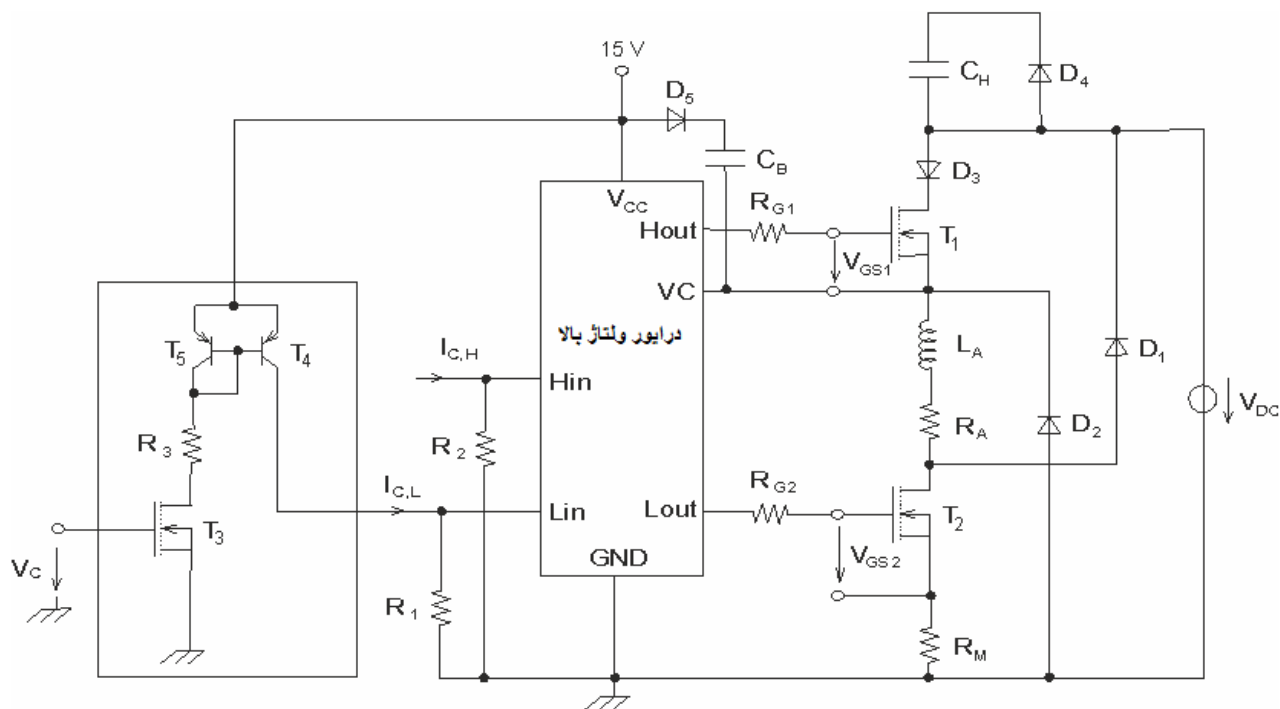 15 V
D5
CH
D4
CB
D3
VCC
RG1
Hout
T1
VGS1
VC
درایور ولتاژ بالا
T5
T4
IC,H
LA
D1
Hin
VDC
R3
R2
RA
D2
IC,L
RG2
Lin
Lout
T2
T3
VGS2
VC
GND
R1
RM